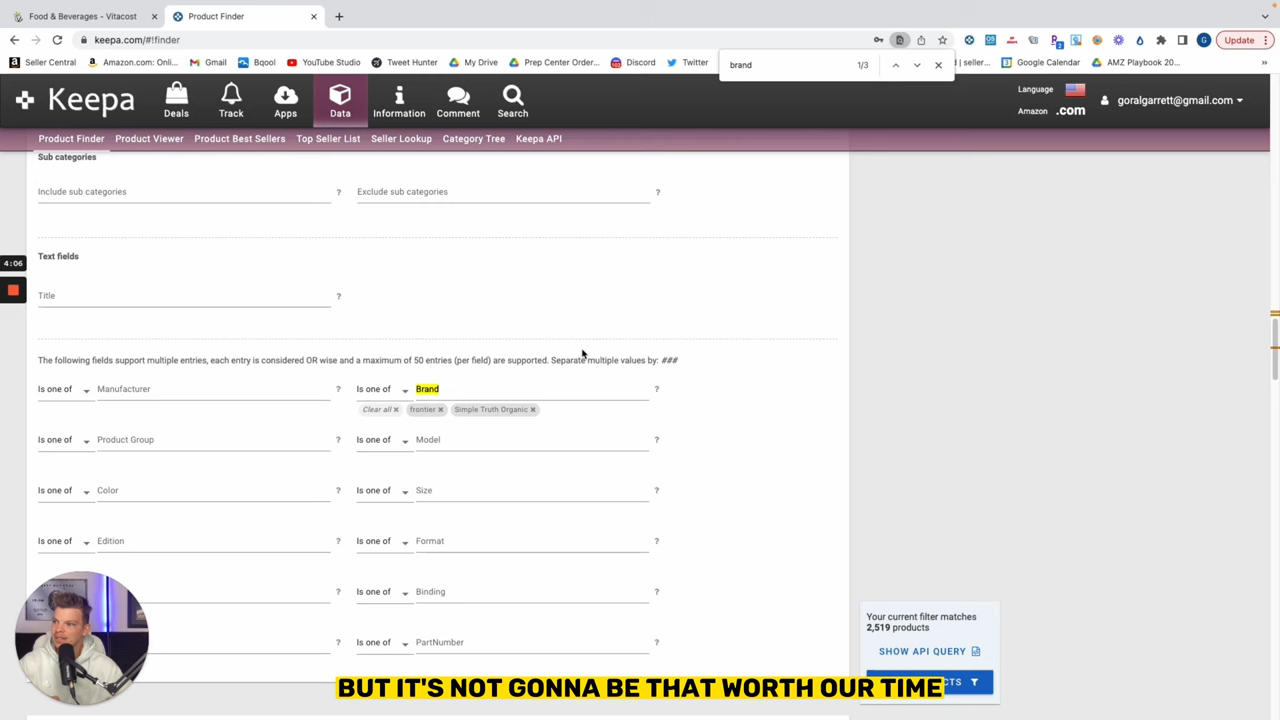 Food & Beverages - Vitacost
Product Finder
keepa.com/#!finder
Update
Seller Central
Amazon.com: Onli...
Gmail
Bqool
YouTube Studio
Tweet Hunter
My Drive
Prep Center Order...
Discord
Twitter
brand
1/3
seller...
Google Calendar
AMZ Playbook 20...
Keepa
Deals
Track
Apps
Data
Information
Comment
Search
Language
Amazon .com
goralgarrett@gmail.com
Product Finder
Product Viewer
Product Best Sellers
Top Seller List
Seller Lookup
Category Tree
Keepa API
Sub categories
Include sub categories ?
Exclude sub categories ?
Text fields
4:06
Title ?
The following fields support multiple entries, each entry is considered OR wise and a maximum of 50 entries (per field) are supported. Separate multiple values by: ###
Is one of Manufacturer ? Is one of Brand ?
Clear all × frontier × Simple Truth Organic ×
Is one of Product Group ? Is one of Model ?
Is one of Color ? Is one of Size ?
Is one of Edition ? Is one of Format ?
? Is one of Binding ?
? Is one of PartNumber ?
Your current filter matches
2,519 products
SHOW API QUERY
CTS
BUT IT'S NOT GONNA BE THAT WORTH OUR TIME